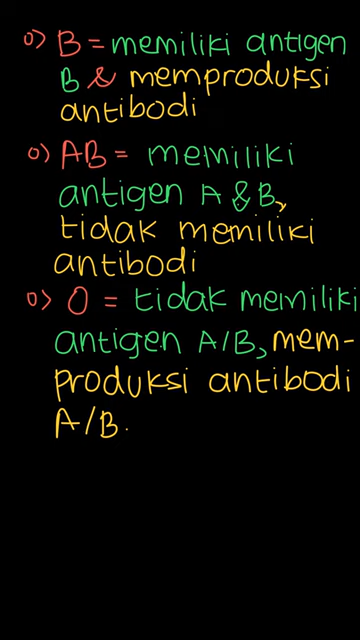 o) B = memiliki antigen
B & memproduksi
antibodi
o) AB = memiliki
antigen A & B,
tidak memiliki
antibodi
o) O = tidak memiliki
antigen A/B, mem-
produksi antibodi
A/B.